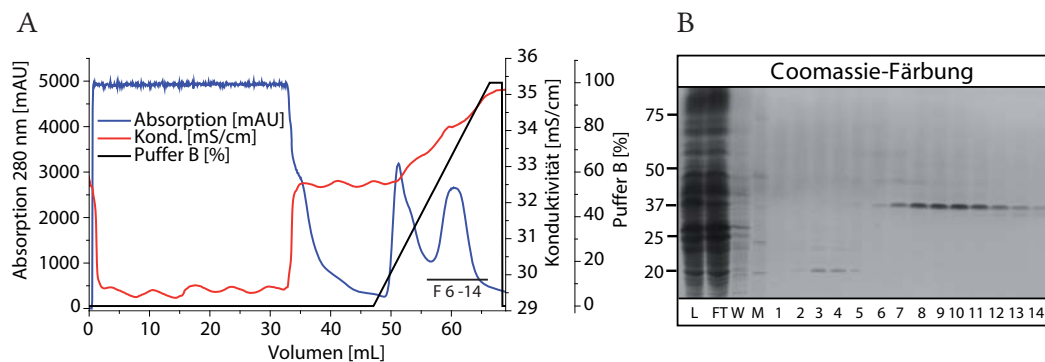 A
Absorption 280 nm [mAU]
5000
4000
3000
2000
1000
0
Absorption [mAU]
Kond. [mS/cm]
Puffer B [%]
F 6 -14
0 10 20 30 40 50 60
Volumen [mL]
36
35
34
33
32
31
30
29
Konduktivität [mS/cm]
100
80
60
40
20
0
Puffer B [%]
B
Coomassie-Färbung
75
50
37
25
20
L FT W M 1 2 3 4 5 6 7 8 9 10 11 12 13 14